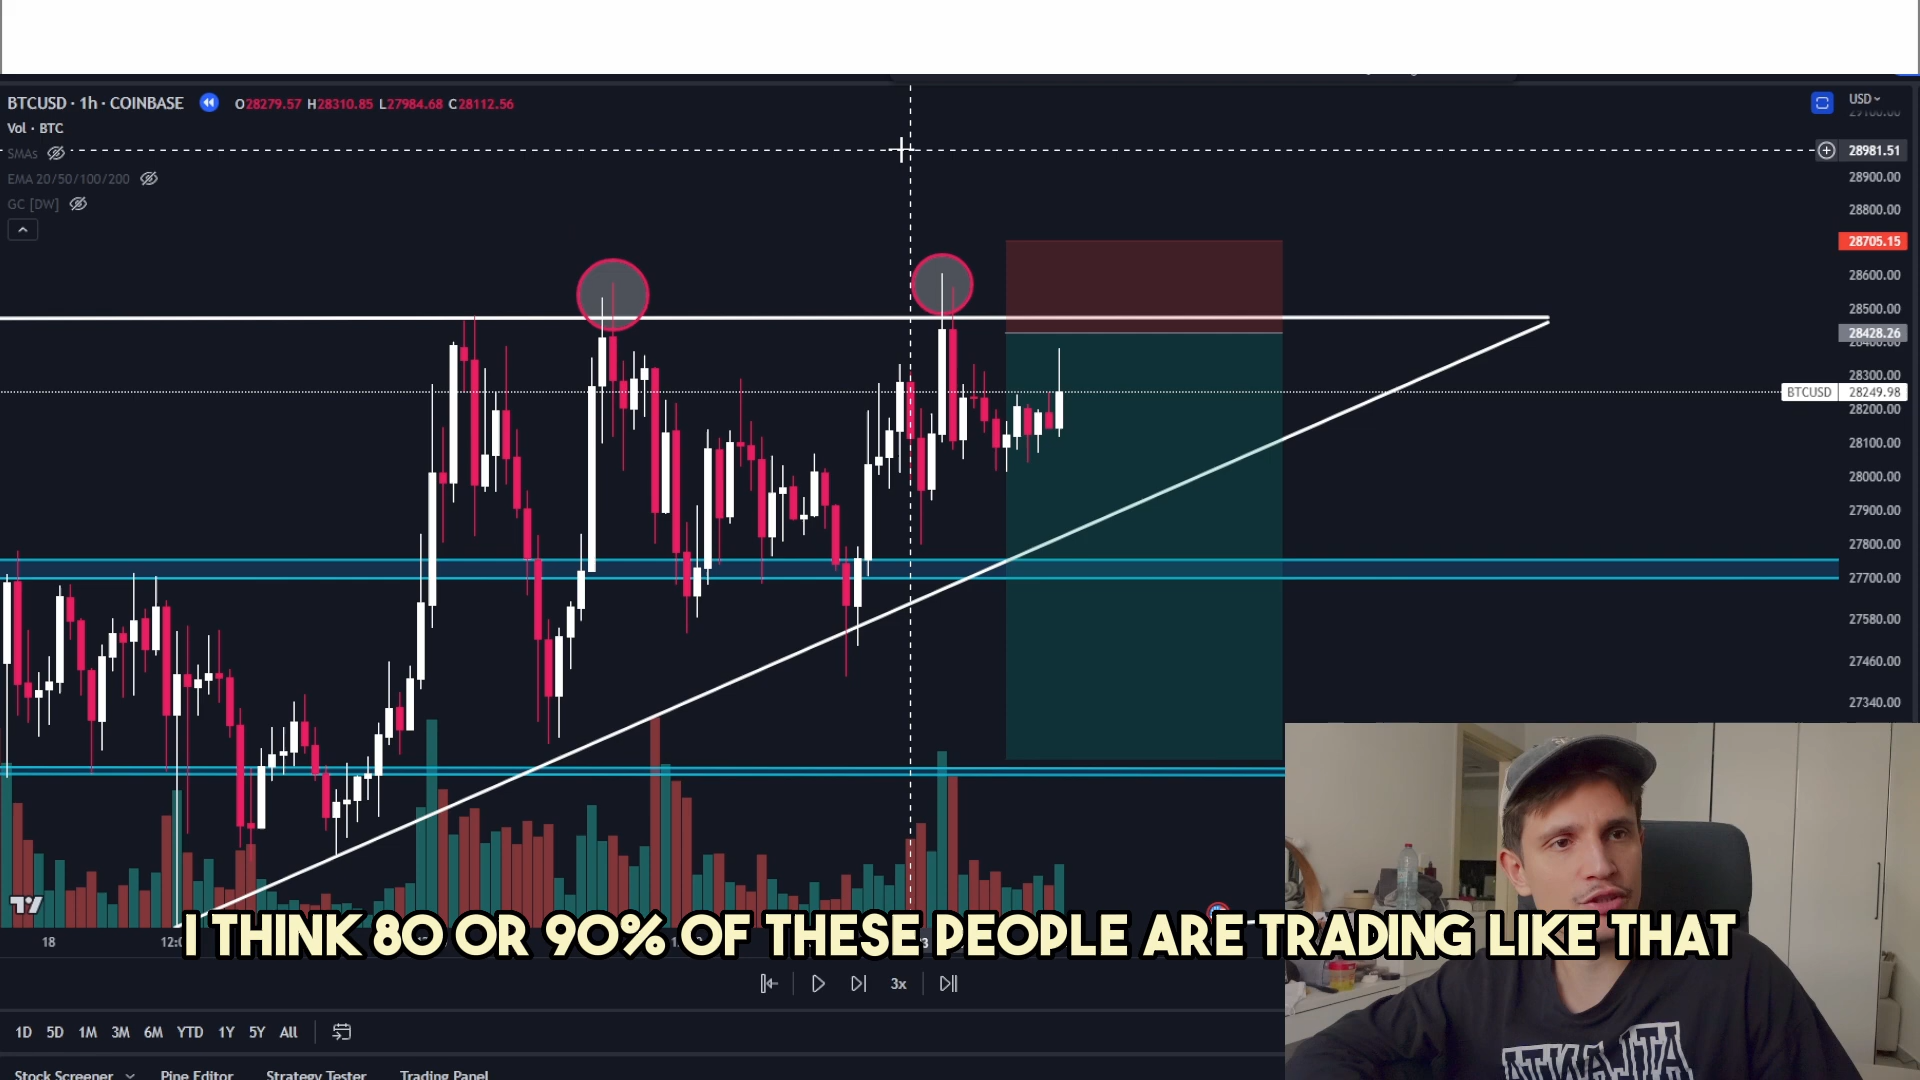 BTCUSD · 1h · COINBASE O28279.57 H28310.85 L27984.68 C28112.56
USD
Vol · BTC
SMAs
28981.51
EMA 20/50/100/200
28900.00
GC [DW]
28800.00
28705.15
28600.00
28500.00
28428.26
28300.00
BTCUSD 28249.98
28200.00
28100.00
28000.00
27900.00
27800.00
27700.00
27580.00
27460.00
27340.00
18
I THINK 80 OR 90% OF THESE PEOPLE ARE TRADING LIKE THAT
3x
1D 5D 1M 3M 6M YTD 1Y 5Y All
ATLANTA
Stock Screener Pine Editor Strategy Tester Trading Panel